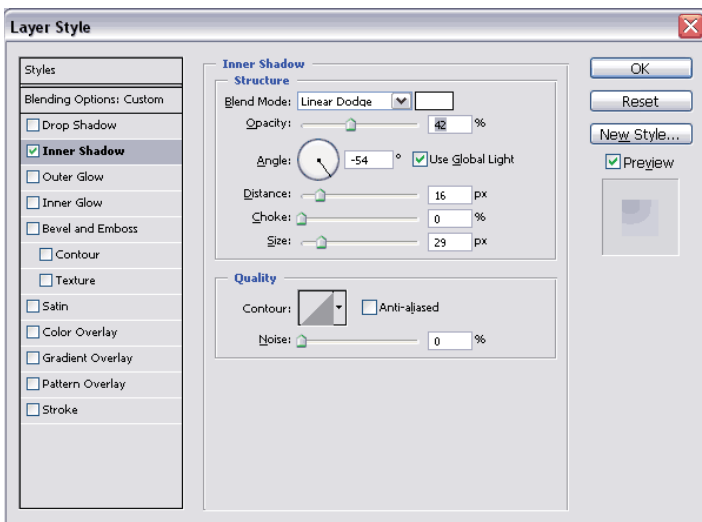 Layer Style
Styles
Blending Options: Custom
Drop Shadow
Inner Shadow
Outer Glow
Inner Glow
Bevel and Emboss
Contour
Texture
Satin
Color Overlay
Gradient Overlay
Pattern Overlay
Stroke
Inner Shadow
Structure
Blend Mode: Linear Dodge
Opacity: 42 %
Angle: -54 ° Use Global Light
Distance: 16 px
Choke: 0 %
Size: 29 px
Quality
Contour: Anti-aliased
Noise: 0 %
OK
Reset
New Style...
Preview